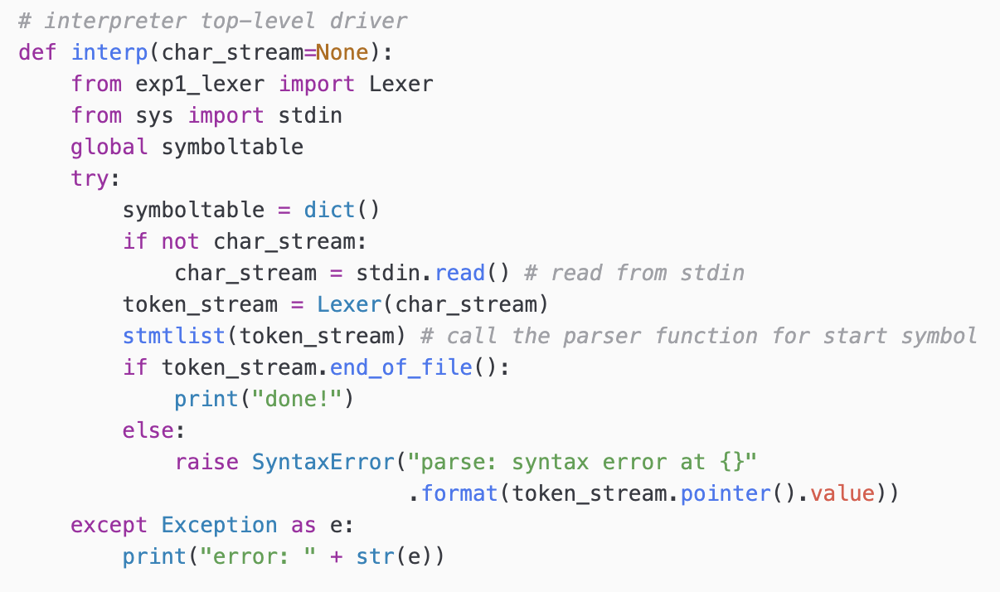 # interpreter top-level driver
def interp(char_stream=None):
    from exp1_lexer import Lexer
    from sys import stdin
    global symboltable
    try:
        symboltable = dict()
        if not char_stream:
            char_stream = stdin.read() # read from stdin
        token_stream = Lexer(char_stream)
        stmtlist(token_stream) # call the parser function for start symbol
        if token_stream.end_of_file():
            print("done!")
        else:
            raise SyntaxError("parse: syntax error at {}"
                              .format(token_stream.pointer().value))
    except Exception as e:
        print("error: " + str(e))